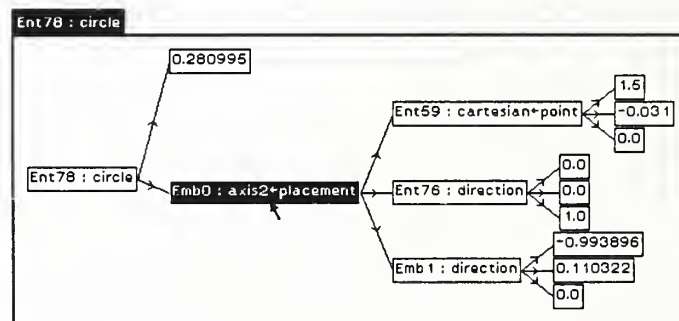 Ent78 : circle
0.280995
1.5
Ent59 : cartesian←point
-0.031
0.0
Ent78 : circle
Emb0 : axis2←placement
0.0
Ent76 : direction
0.0
1.0
-0.993896
Emb1 : direction
0.110322
0.0